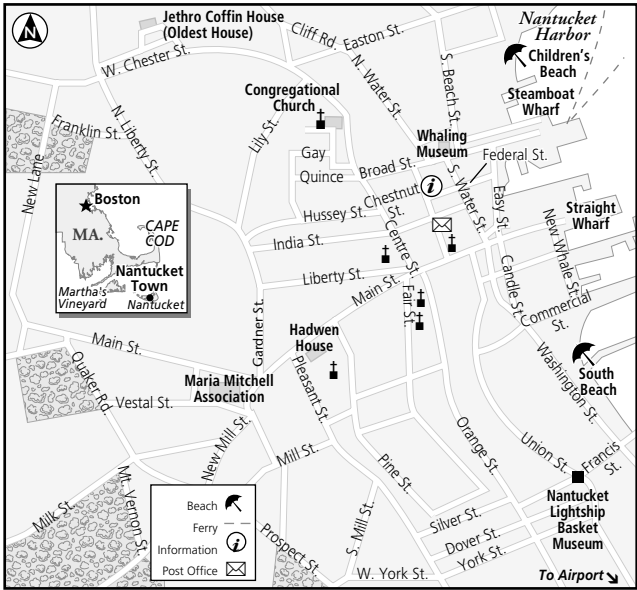 N
Jethro Coffin House
(Oldest House)
Cliff Rd.
Easton St.
Nantucket
Harbor
Children's
Beach
W. Chester St.
N. Water St.
S. Beach St.
Steamboat
Wharf
Congregational
Church
N. Liberty St.
Lily St.
Franklin St.
Whaling
Museum
Federal St.
Gay
Quince
Broad St.
New Lane
Chestnut
St.
i
S. Water St.
Easy St.
Boston
MA.
CAPE
COD
Nantucket
Town
Martha's
Vineyard
Nantucket
Hussey St.
India St.
Centre St.
Straight
Wharf
New Whale St.
Liberty St.
Main St.
Fair St.
Candle St.
Commercial
St.
Gardner St.
Hadwen
House
Main St.
Washington St.
South
Beach
Maria Mitchell
Association
Pleasant St.
Quaker Rd.
Vestal St.
New Mill St.
Mill St.
Orange St.
Union St.
Francis
St.
Pine St.
Nantucket
Lightship
Basket
Museum
Mt. Vernon St.
Milk St.
Silver St.
Dover St.
York St.
S. Mill St.
Prospect St.
W. York St.
Beach
Ferry
Information
i
Post Office
To Airport